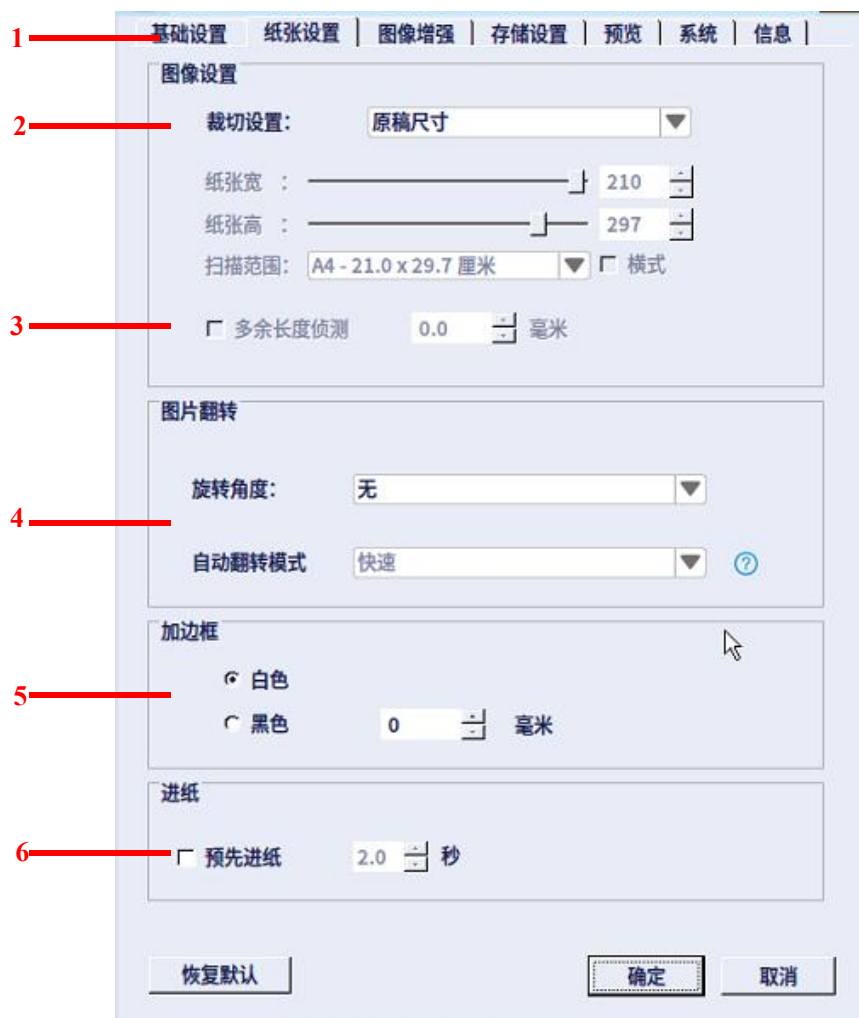 1 基础设置 纸张设置 图像增强 存储设置 预览 系统 信息
图像设置
2 裁切设置： 原稿尺寸
纸张宽 ： 210
纸张高 ： 297
扫描范围： A4 - 21.0 x 29.7 厘米 横式
3 多余长度侦测 0.0 毫米
图片翻转
旋转角度： 无
4
自动翻转模式 快速 ?
加边框
白色
5
黑色 0 毫米
进纸
6 预先进纸 2.0 秒
恢复默认 确定 取消